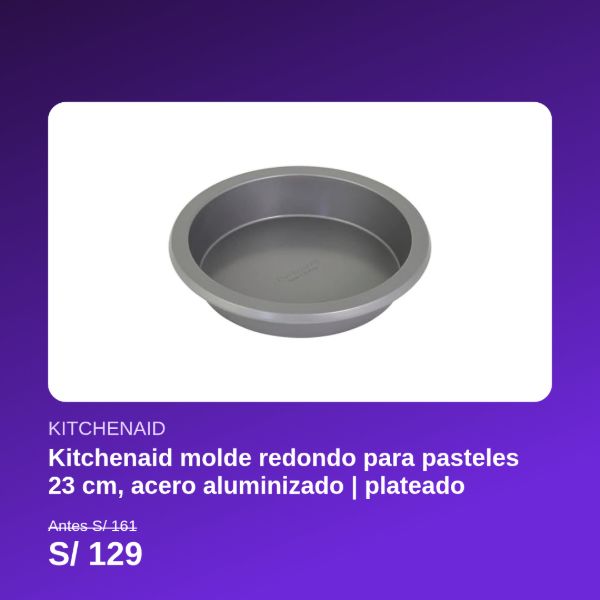 KITCHENAID
Kitchenaid molde redondo para pasteles
23 cm, acero aluminizado | plateado
Antes S/ 161
S/ 129